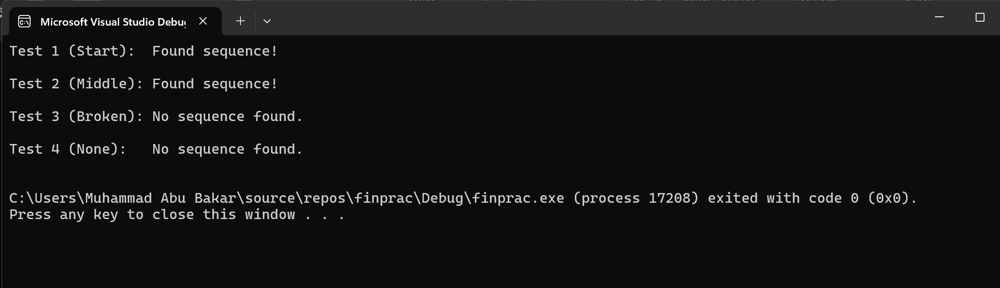 Microsoft Visual Studio Debu
Test 1 (Start):  Found sequence!
Test 2 (Middle): Found sequence!
Test 3 (Broken): No sequence found.
Test 4 (None):   No sequence found.
C:\Users\Muhammad Abu Bakar\source\repos\finprac\Debug\finprac.exe (process 17208) exited with code 0 (0x0).
Press any key to close this window . . .